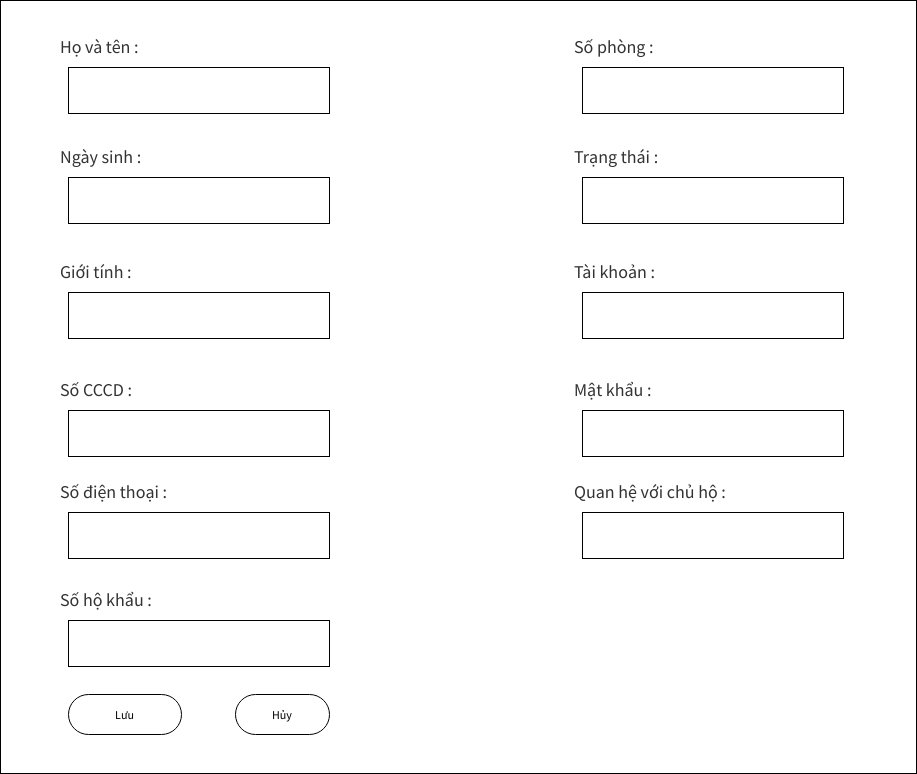 Họ và tên :
Số phòng :
Ngày sinh :
Trạng thái :
Giới tính :
Tài khoản :
Số CCCD :
Mật khẩu :
Số điện thoại :
Quan hệ với chủ hộ :
Số hộ khẩu :
Lưu
Hủy